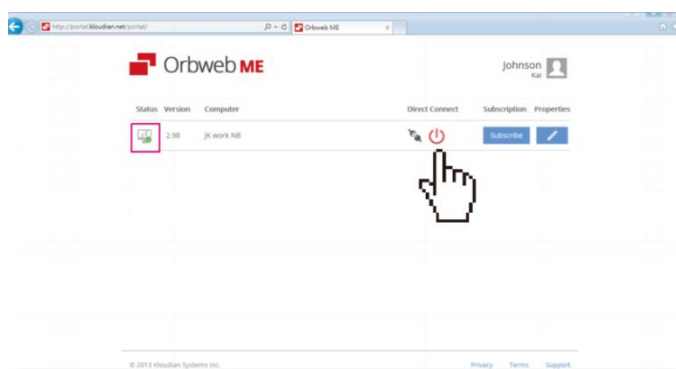 http://portal.kloudian.net/portal/
Orbweb ME
Orbweb ME
Johnson
Kai
Status Version Computer Direct Connect Subscription Properties
2.98 JK work NB Subscribe
© 2013 Kloudian Systems Inc. Privacy Terms Support